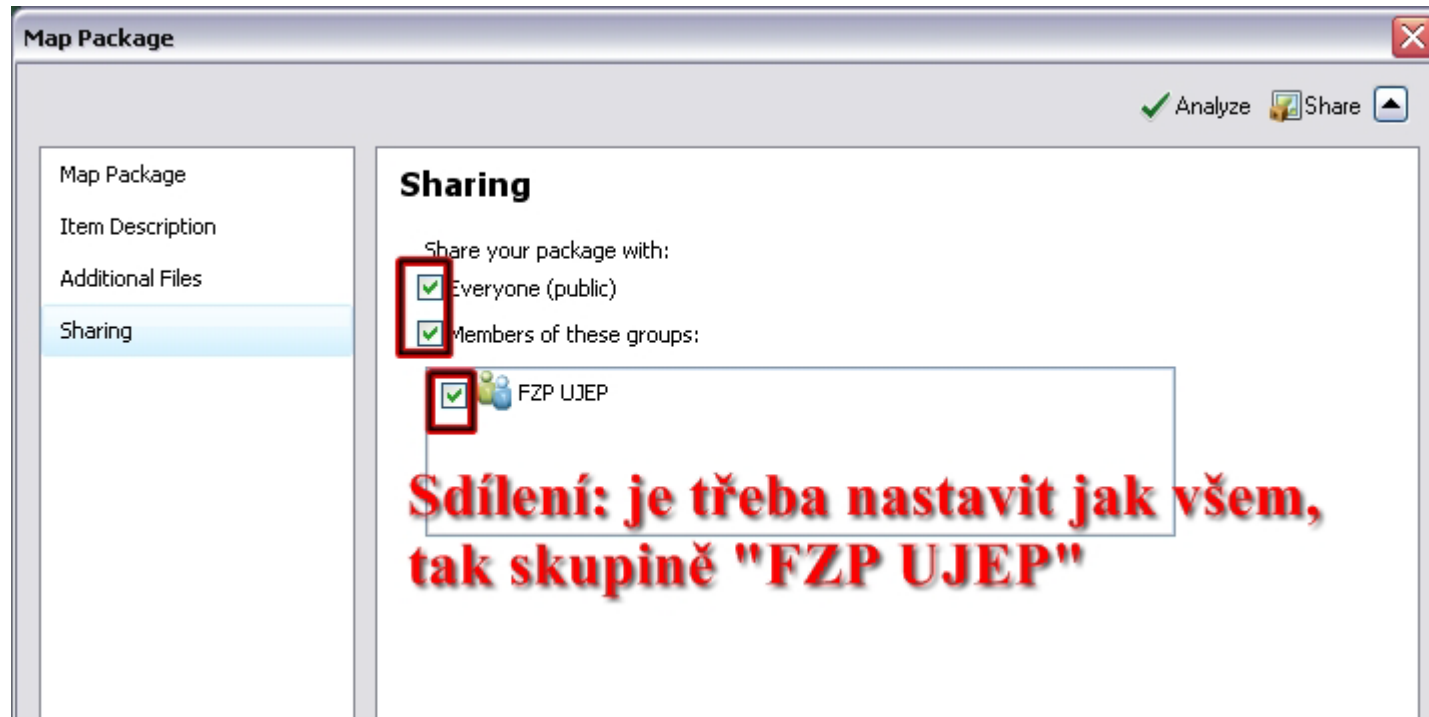 Map Package
Analyze Share
Map Package
Item Description
Additional Files
Sharing
Sharing
Share your package with:
Everyone (public)
Members of these groups:
FZP UJEP
Sdílení: je třeba nastavit jak všem,
tak skupině "FZP UJEP"